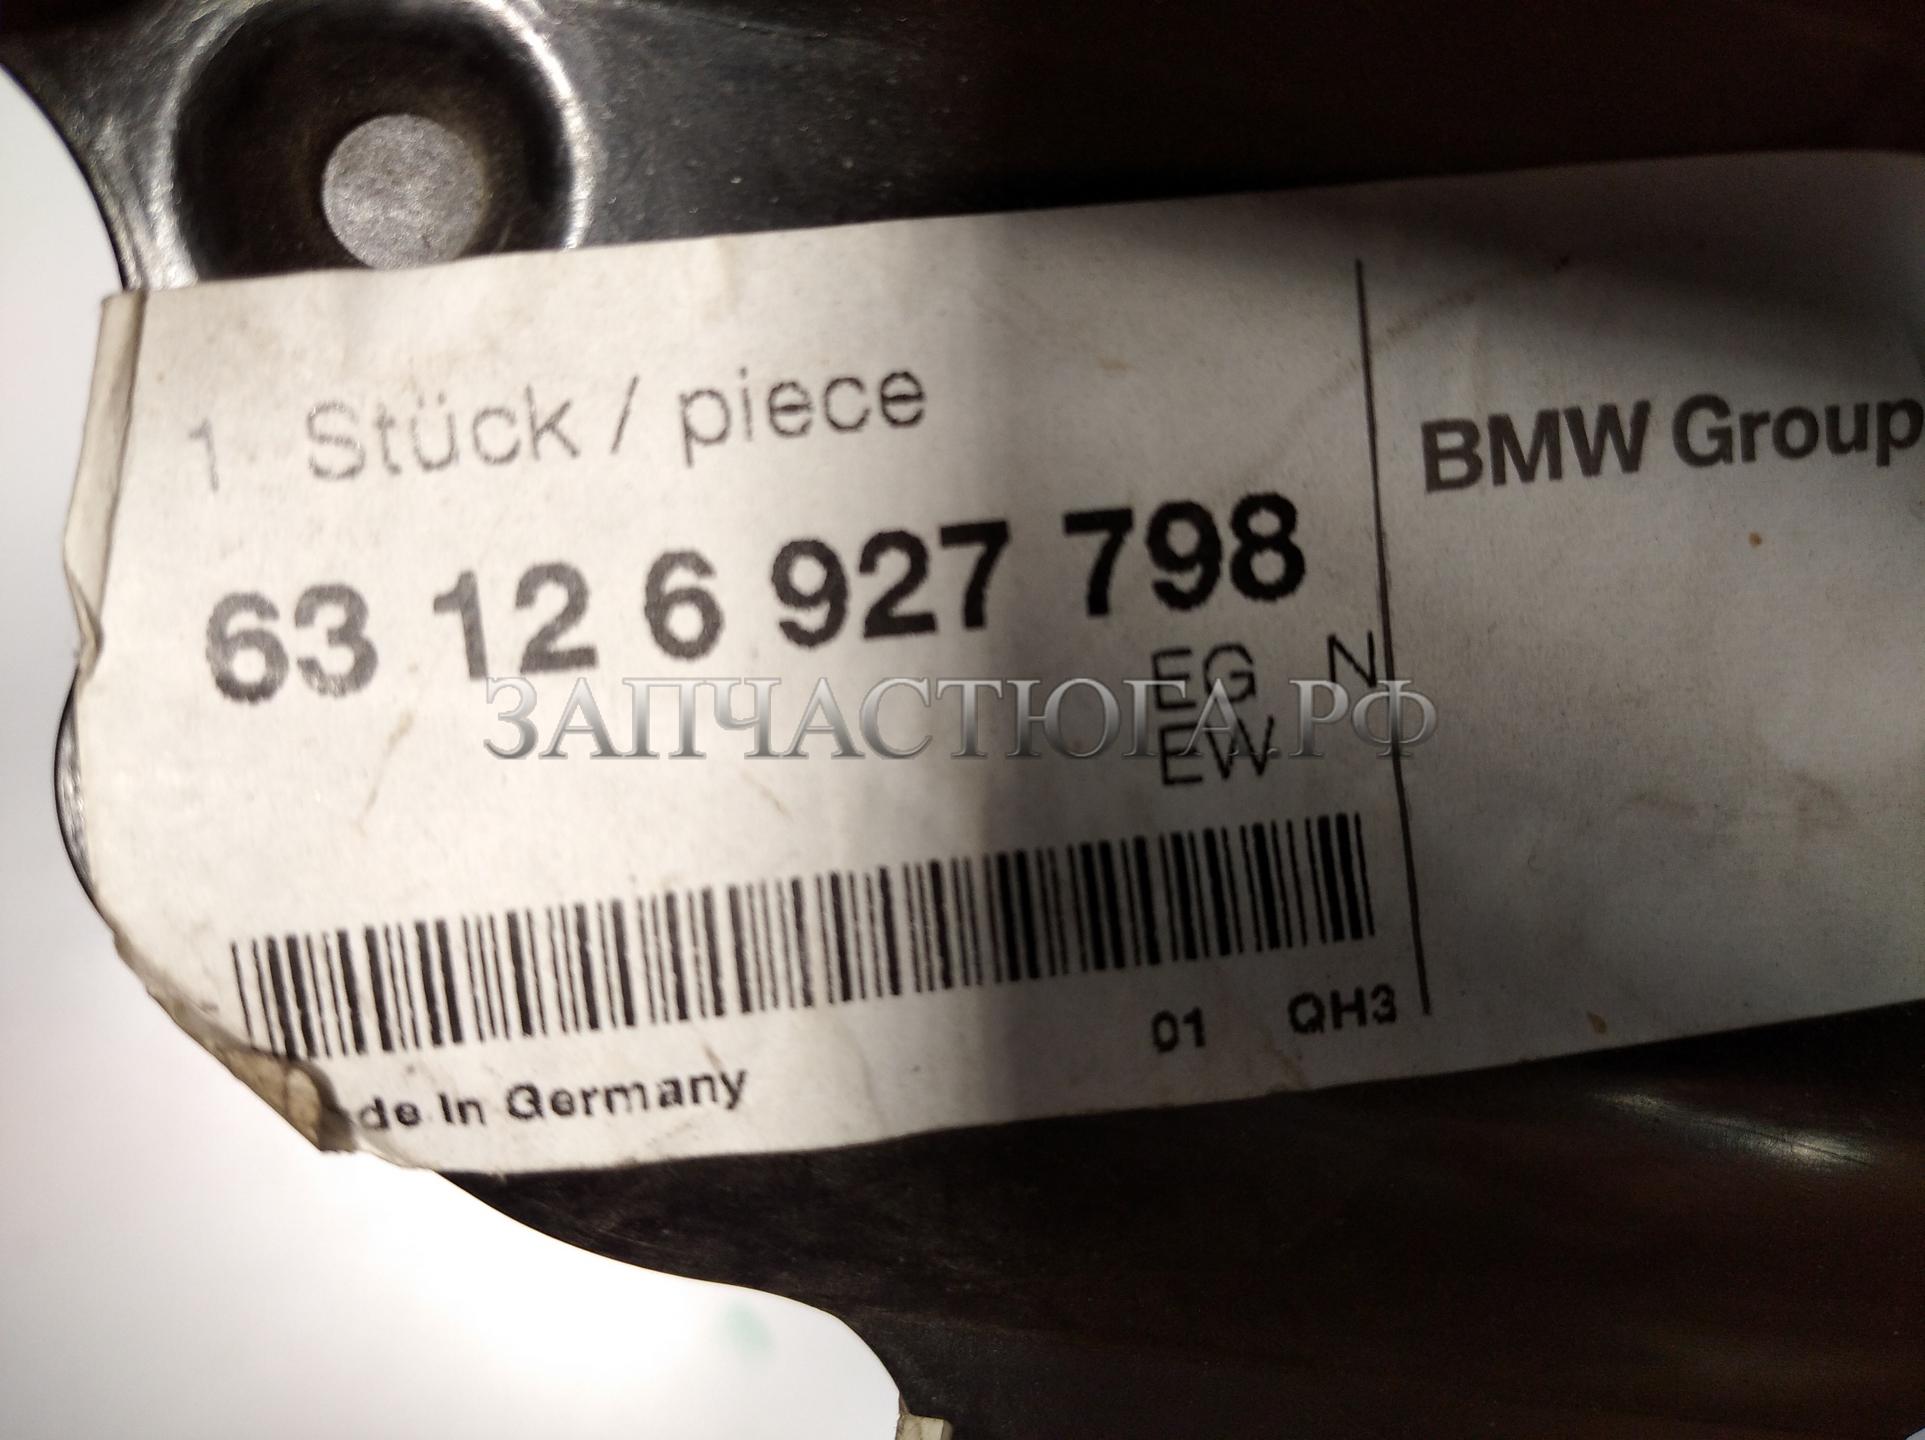 1 Stück / piece
BMW Group
63 12 6 927 798
EG N
ЗАПЧАСТЮГА.РФ
EW
01 QH3
de In Germany